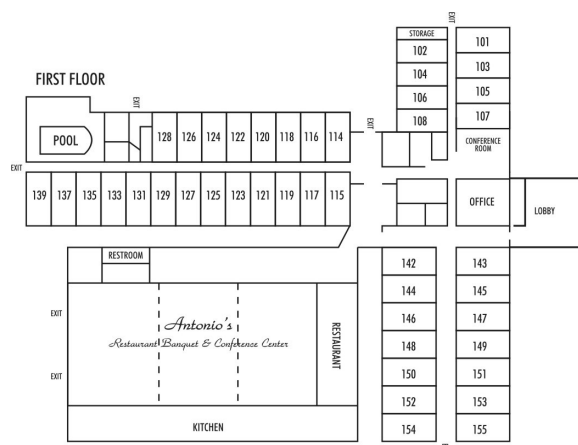 EXIT
STORAGE
101
102
103
FIRST FLOOR
104
105
106
EXIT
107
108
EXIT
POOL
128 126 124 122 120 118 116 114
CONFERENCE
ROOM
EXIT
139 137 135 133 131 129 127 125 123 121 119 117 115
OFFICE
LOBBY
RESTROOM
142 143
144 145
EXIT
Antonio's
Restaurant Banquet & Conference Center
RESTAURANT
146 147
148 149
EXIT
150 151
152 153
KITCHEN
154 155